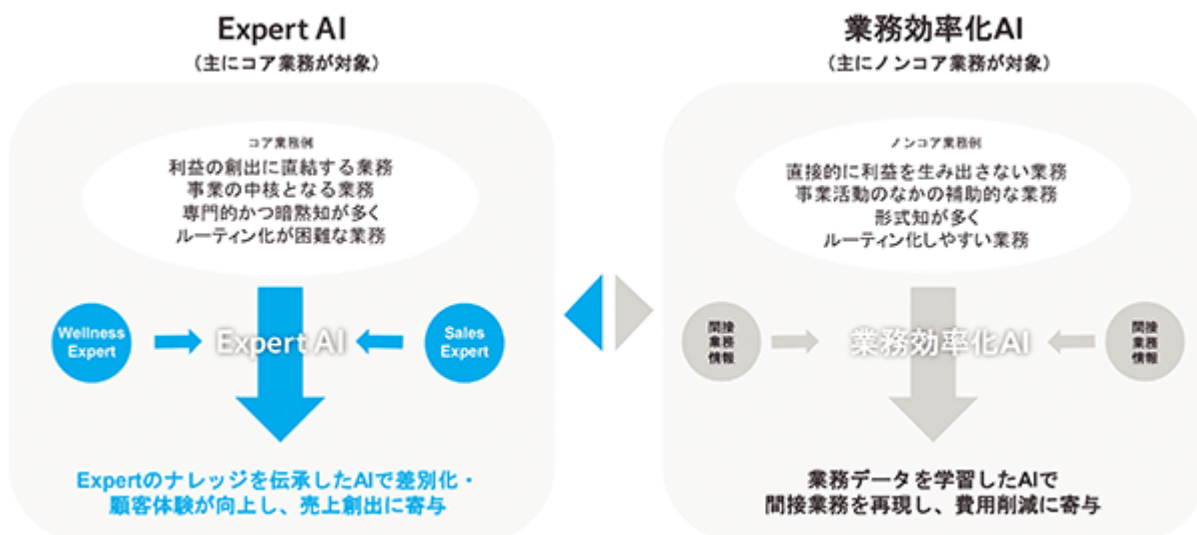 Expert AI
(主にコア業務が対象)
コア業務例
利益の創出に直結する業務
事業の中核となる業務
専門的かつ暗黙知が多く
ルーティン化が困難な業務
Wellness
Expert
Expert AI
Sales
Expert
Expertのナレッジを伝承したAIで差別化・
顧客体験が向上し、売上創出に寄与
業務効率化AI
(主にノンコア業務が対象)
ノンコア業務例
直接的に利益を生み出さない業務
事業活動のなかの補助的な業務
形式知が多く
ルーティン化しやすい業務
間接
業務
情報
業務効率化AI
間接
業務
情報
業務データを学習したAIで
間接業務を再現し、費用削減に寄与